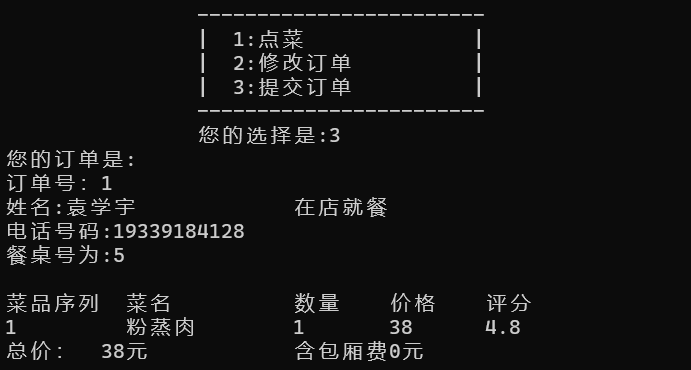 ------------------------
| 1:点菜 |
| 2:修改订单 |
| 3:提交订单 |
------------------------
您的选择是:3
您的订单是:
订单号: 1
姓名:袁学宇 在店就餐
电话号码:19339184128
餐桌号为:5
菜品序列 菜名 数量 价格 评分
1 粉蒸肉 1 38 4.8
总价: 38元 含包厢费0元